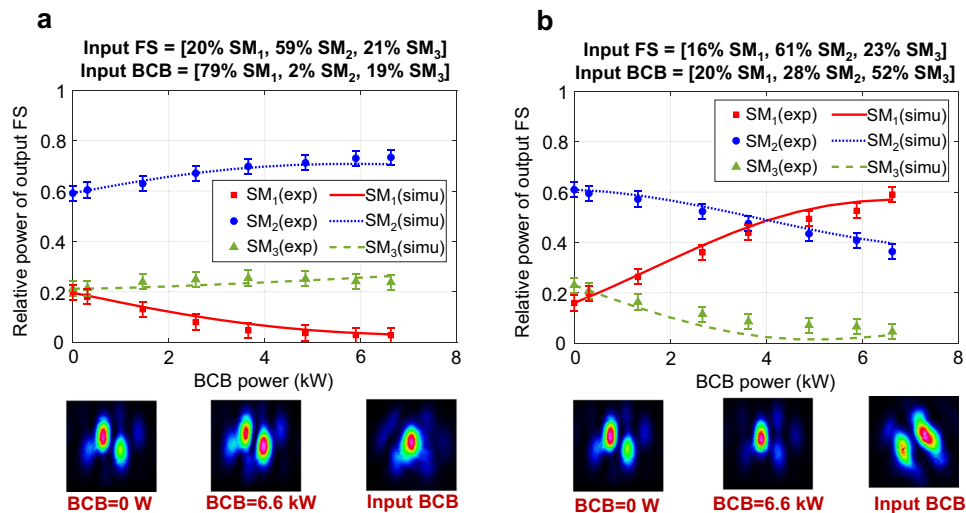 a
Input FS = [20% SM₁, 59% SM₂, 21% SM₃]
Input BCB = [79% SM₁, 2% SM₂, 19% SM₃]
Relative power of output FS
1
0.8
0.6
0.4
0.2
0
SM₁(exp) SM₁(simu)
SM₂(exp) SM₂(simu)
SM₃(exp) SM₃(simu)
0 2 4 6 8
BCB power (kW)
BCB=0 W BCB=6.6 kW Input BCB
b
Input FS = [16% SM₁, 61% SM₂, 23% SM₃]
Input BCB = [20% SM₁, 28% SM₂, 52% SM₃]
Relative power of output FS
1
0.8
0.6
0.4
0.2
0
SM₁(exp) SM₁(simu)
SM₂(exp) SM₂(simu)
SM₃(exp) SM₃(simu)
0 2 4 6 8
BCB power (kW)
BCB=0 W BCB=6.6 kW Input BCB